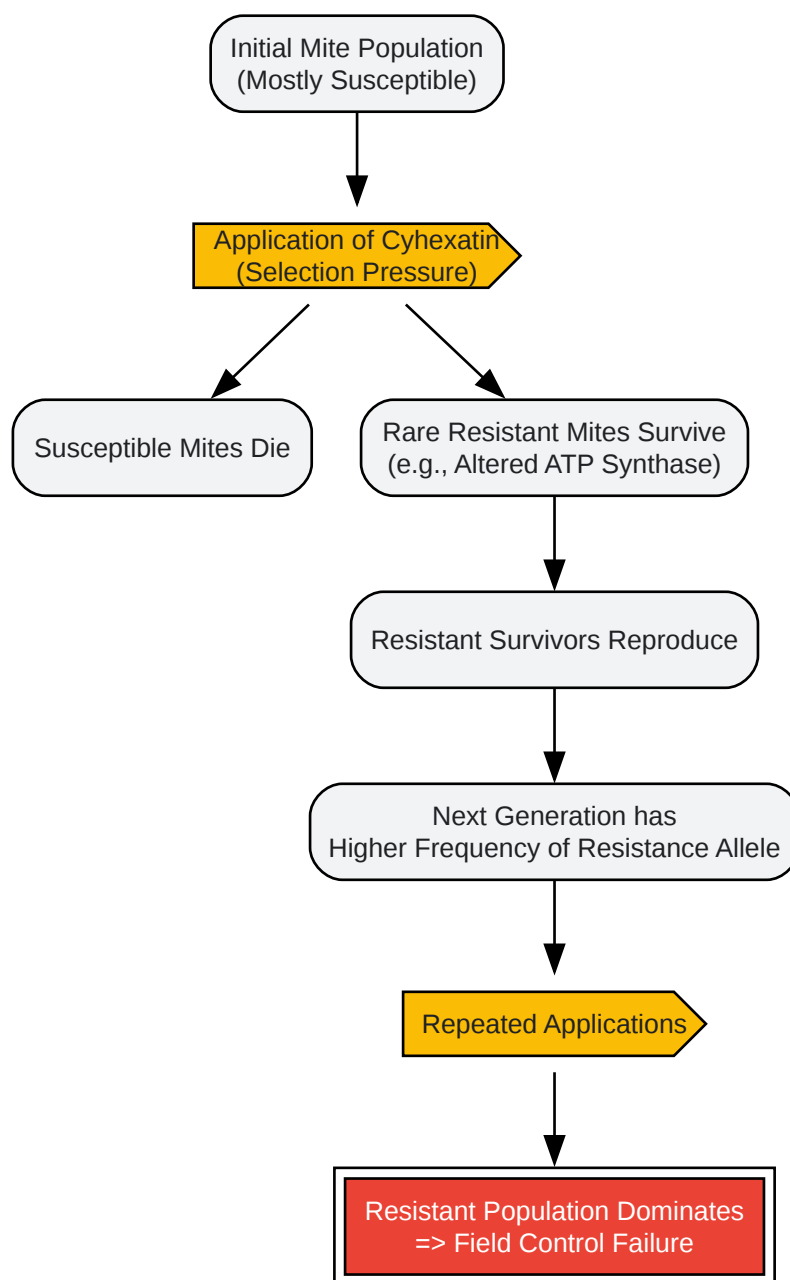 Initial Mite Population
(Mostly Susceptible)
Application of Cyhexatin
(Selection Pressure)
Susceptible Mites Die
Rare Resistant Mites Survive
(e.g., Altered ATP Synthase)
Resistant Survivors Reproduce
Next Generation has
Higher Frequency of Resistance Allele
Repeated Applications
Resistant Population Dominates
=> Field Control Failure